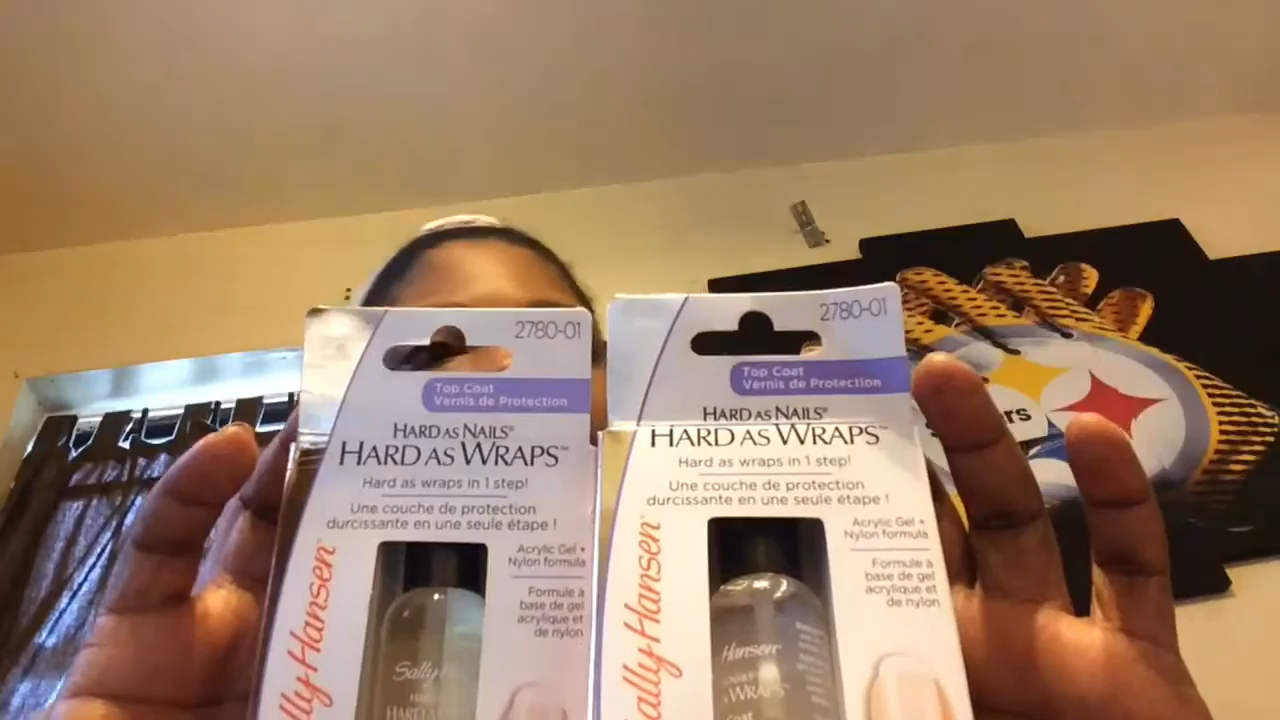 2780-01
Top Coat
Vernis de Protection
HARD AS NAILS®
HARD AS WRAPS™
Hard as wraps in 1 step!
Une couche de protection
durcissante en une seule étape !
Acrylic Gel +
Nylon formula
Formule à
base de gel
acrylique et
de nylon
Sally Hansen
Sally
HARD AS
2780-01
Top Coat
Vernis de Protection
HARD AS NAILS®
HARD AS WRAPS™
Hard as wraps in 1 step!
Une couche de protection
durcissante en une seule étape !
Acrylic Gel +
Nylon formula
Formule à
base de gel
acrylique et
de nylon
Sally Hansen
Hansen
WRAPS
coat